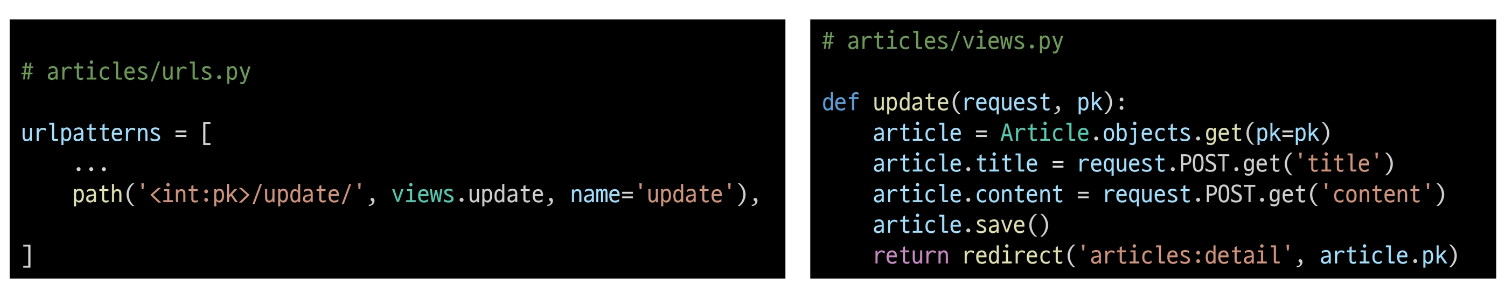 # articles/urls.py
urlpatterns = [
    ...
    path('<int:pk>/update/', views.update, name='update'),
]
# articles/views.py
def update(request, pk):
    article = Article.objects.get(pk=pk)
    article.title = request.POST.get('title')
    article.content = request.POST.get('content')
    article.save()
    return redirect('articles:detail', article.pk)